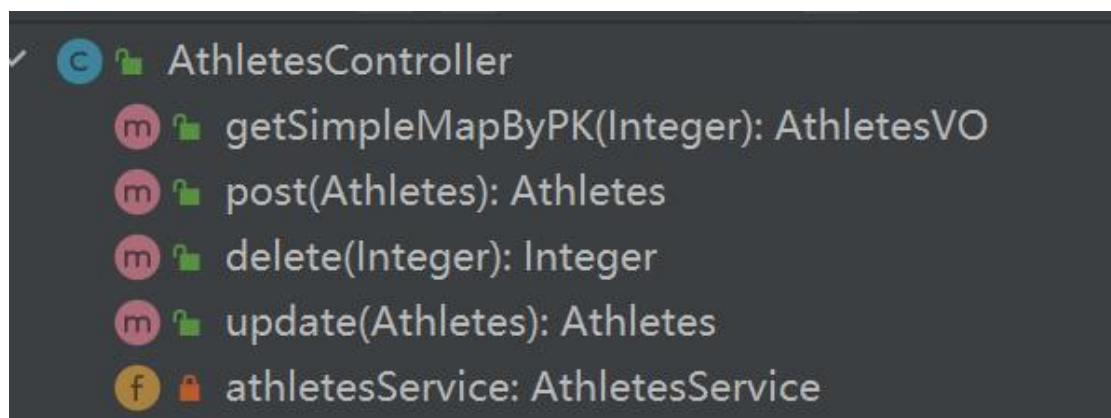 C AthletesController
m getSimpleMapByPK(Integer): AthletesVO
m post(Athletes): Athletes
m delete(Integer): Integer
m update(Athletes): Athletes
f athletesService: AthletesService